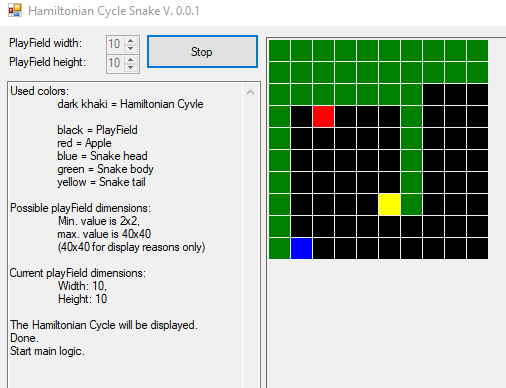 Hamiltonian Cycle Snake V. 0.0.1
PlayField width: 10
Stop
PlayField height: 10
Used colors:
dark khaki = Hamiltonian Cyvle
black = PlayField
red = Apple
blue = Snake head
green = Snake body
yellow = Snake tail
Possible playField dimensions:
Min. value is 2x2,
max. value is 40x40
(40x40 for display reasons only)
Current playField dimensions:
Width: 10,
Height: 10
The Hamiltonian Cycle will be displayed.
Done.
Start main logic.